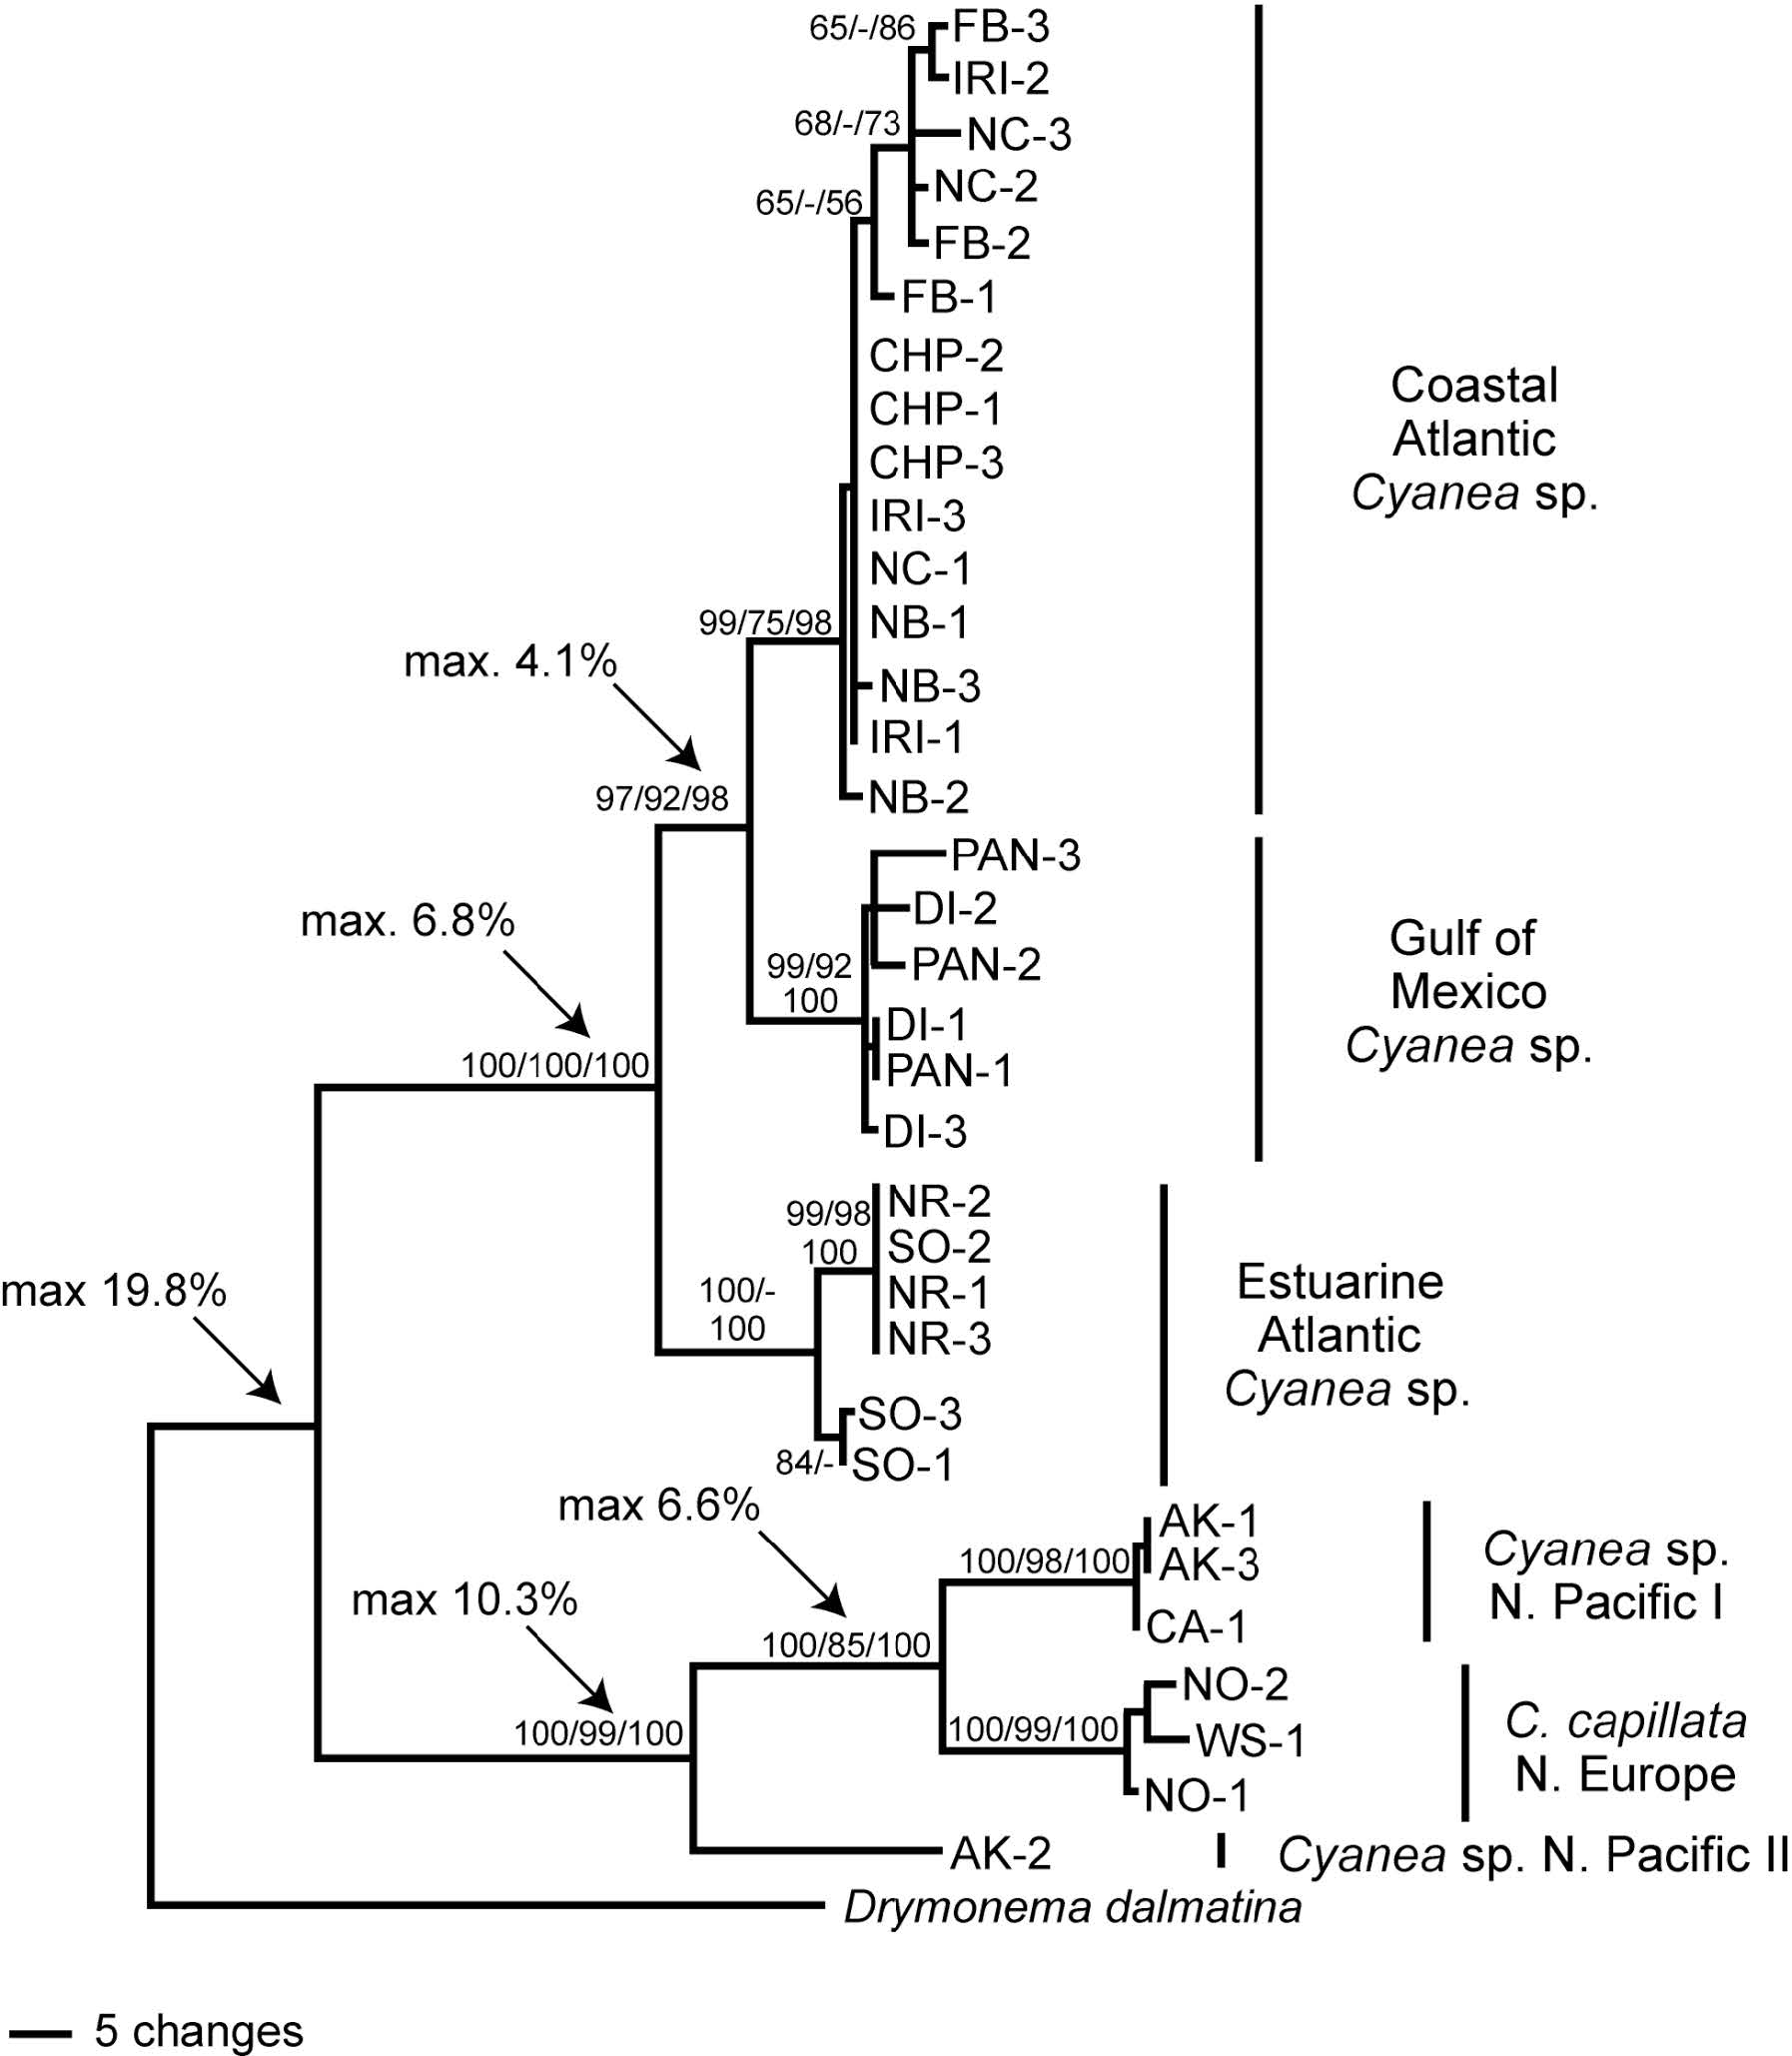 65/-/86
FB-3
IRI-2
68/-/73
NC-3
NC-2
65/-/56
FB-2
FB-1
CHP-2
CHP-1
CHP-3
IRI-3
NC-1
99/75/98
NB-1
NB-3
IRI-1
NB-2
Coastal
Atlantic
Cyanea sp.
max. 4.1%
97/92/98
PAN-3
DI-2
PAN-2
99/92
100
DI-1
PAN-1
DI-3
Gulf of
Mexico
Cyanea sp.
max. 6.8%
100/100/100
NR-2
99/98
100
SO-2
NR-1
NR-3
100/-
100
SO-3
84/-
SO-1
Estuarine
Atlantic
Cyanea sp.
max 19.8%
max 6.6%
AK-1
100/98/100
AK-3
CA-1
Cyanea sp.
N. Pacific I
max 10.3%
100/85/100
NO-2
100/99/100
WS-1
NO-1
C. capillata
N. Europe
100/99/100
AK-2
Cyanea sp. N. Pacific II
Drymonema dalmatina
5 changes